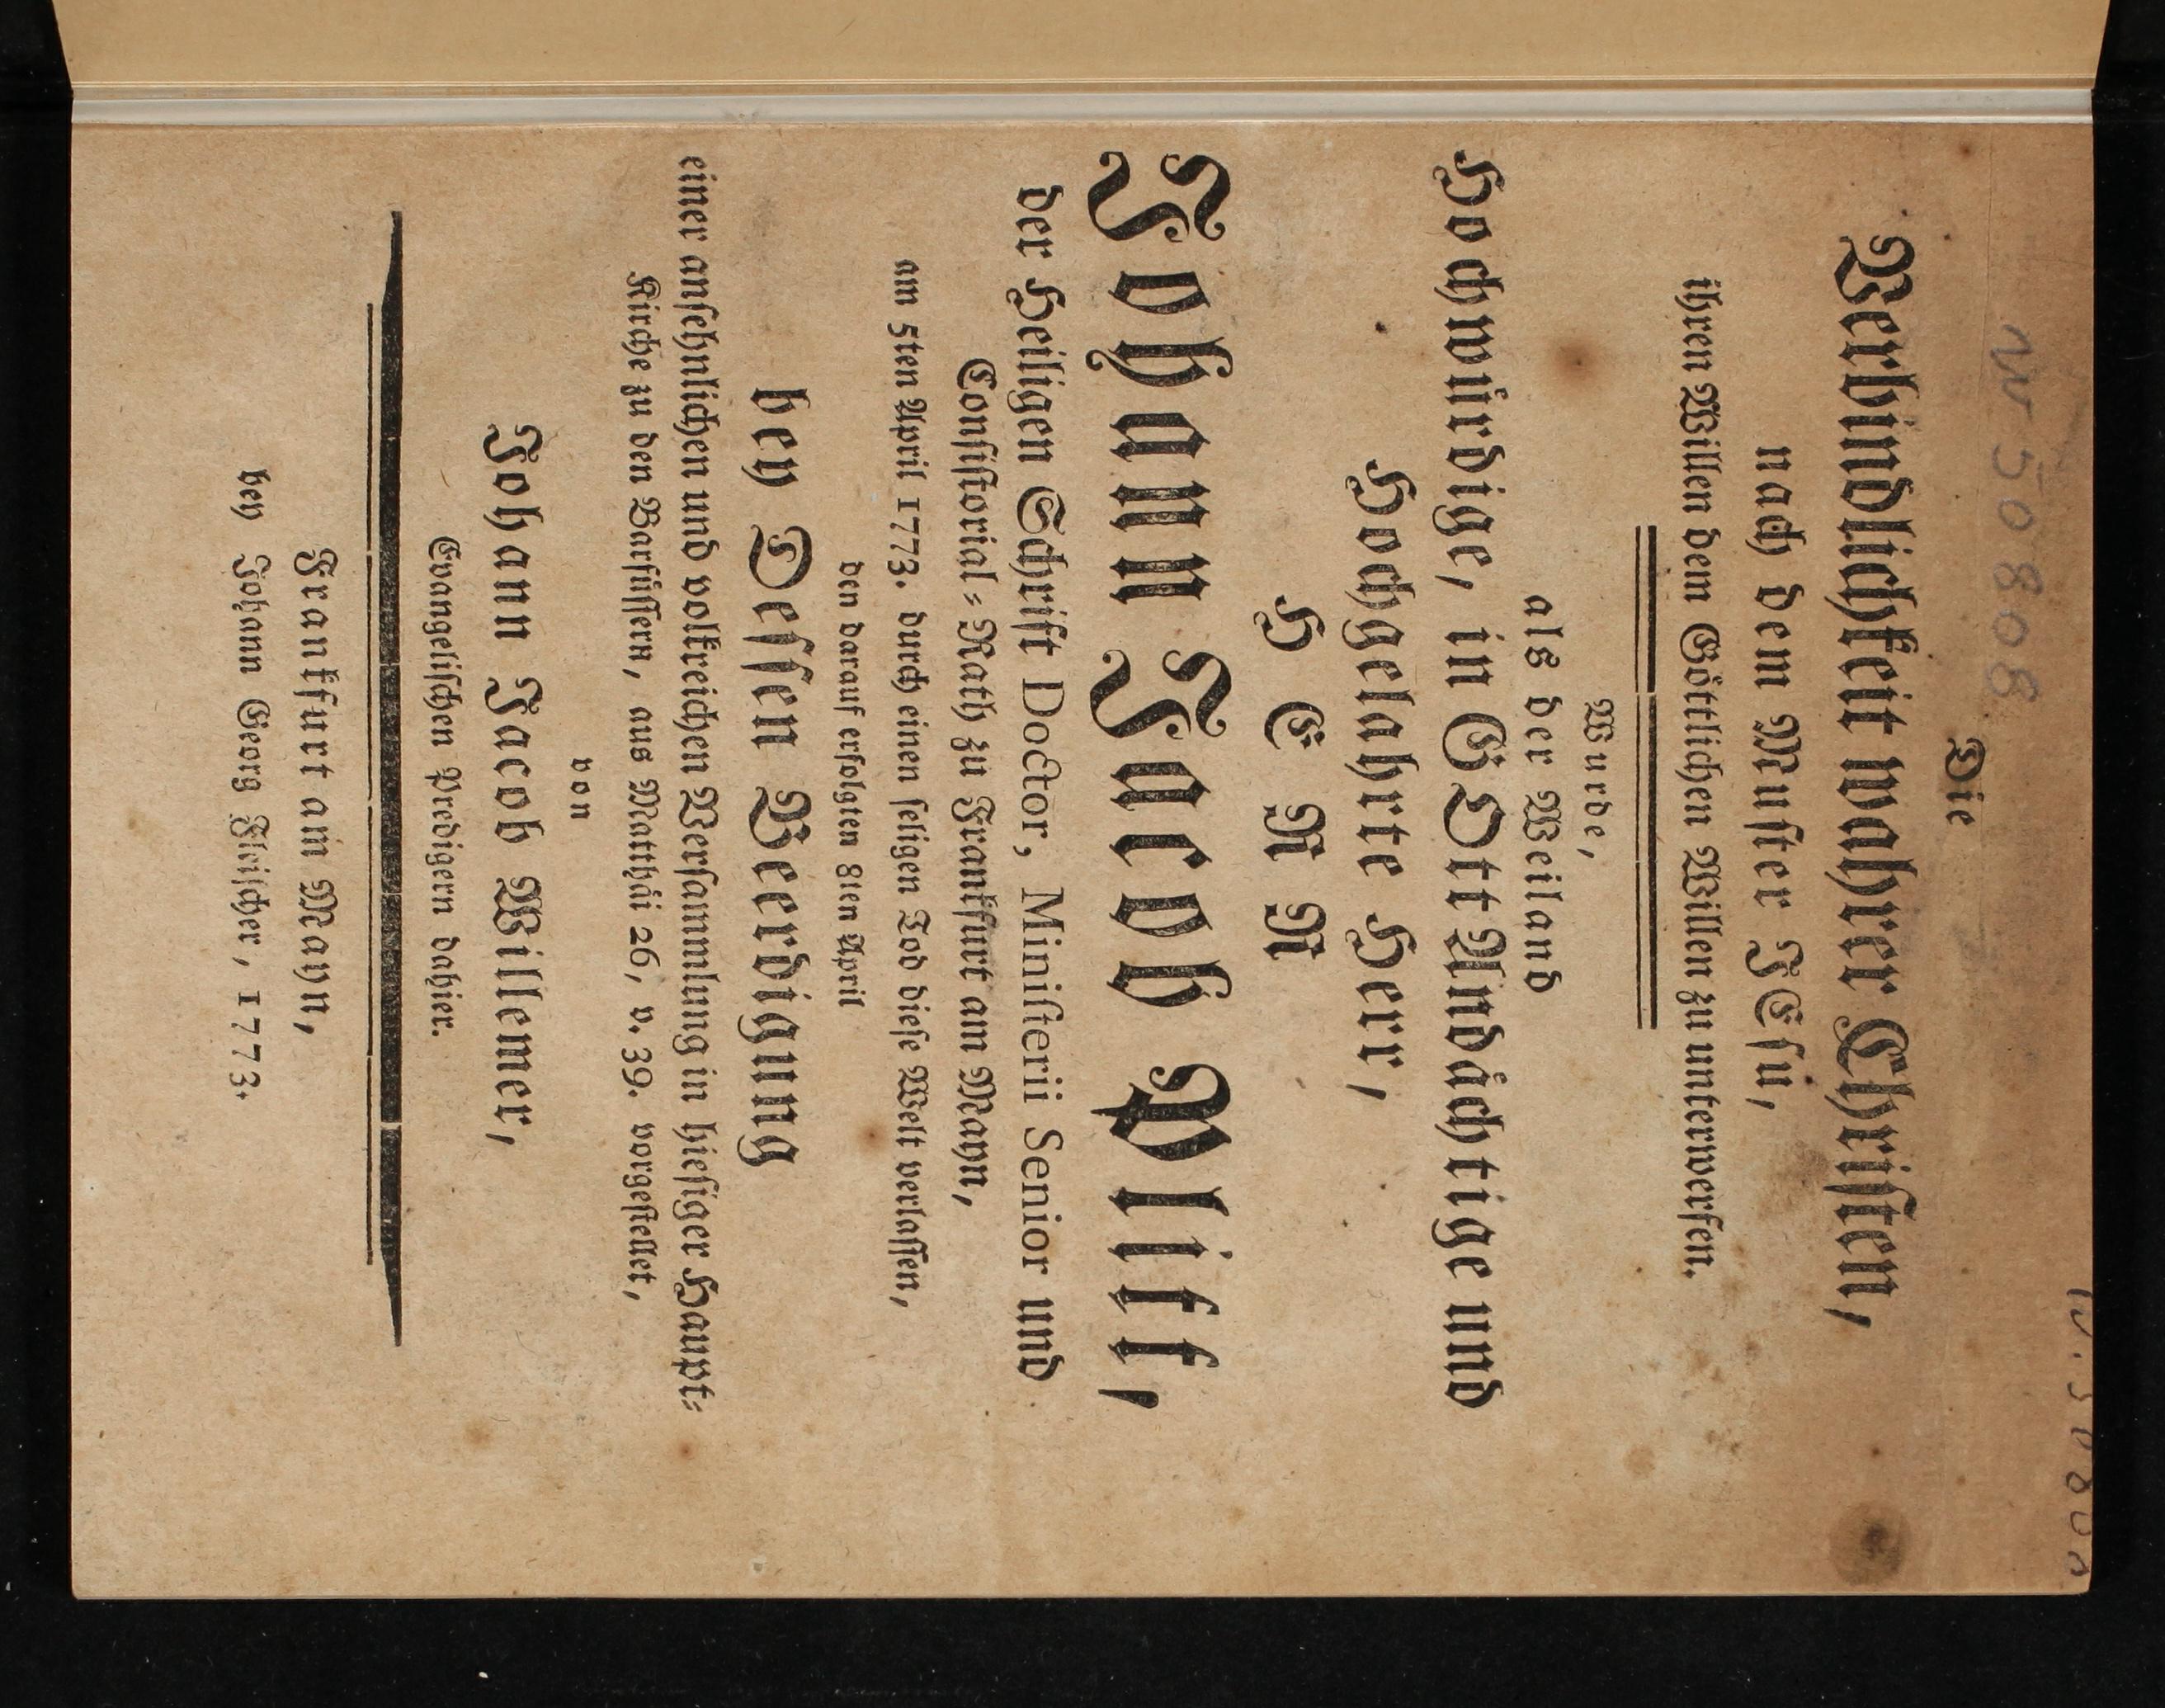 W 50808
Die
Verbindlichkeit wahrer Christen,
nach dem Muster JEsu,
ihren Willen dem Göttlichen Willen zu unterwerfen.
Wurde,
als der Weiland
Hochwürdige, in GOtt Andächtige und
Hochgelahrte Herr,
HERR
Johann Jacob Plitt,
der Heiligen Schrifft Doctor, Ministerii Senior und
Consistorial-Rath zu Frankfurt am Mayn,
am 5ten April 1773. durch einen seligen Tod diese Welt verlassen,
den darauf erfolgten 8ten April
bey Dessen Beerdigung
einer ansehnlichen und volkreichen Versammlung in hiesiger Haupt-
Kirche zu den Barfüssern, aus Matthäi 26, v. 39. vorgestellet,
von
Johann Jacob Willemer,
Evangelischen Predigern dahier.
Frankfurt am Mayn,
bey Johann Georg Fleischer, 1773.